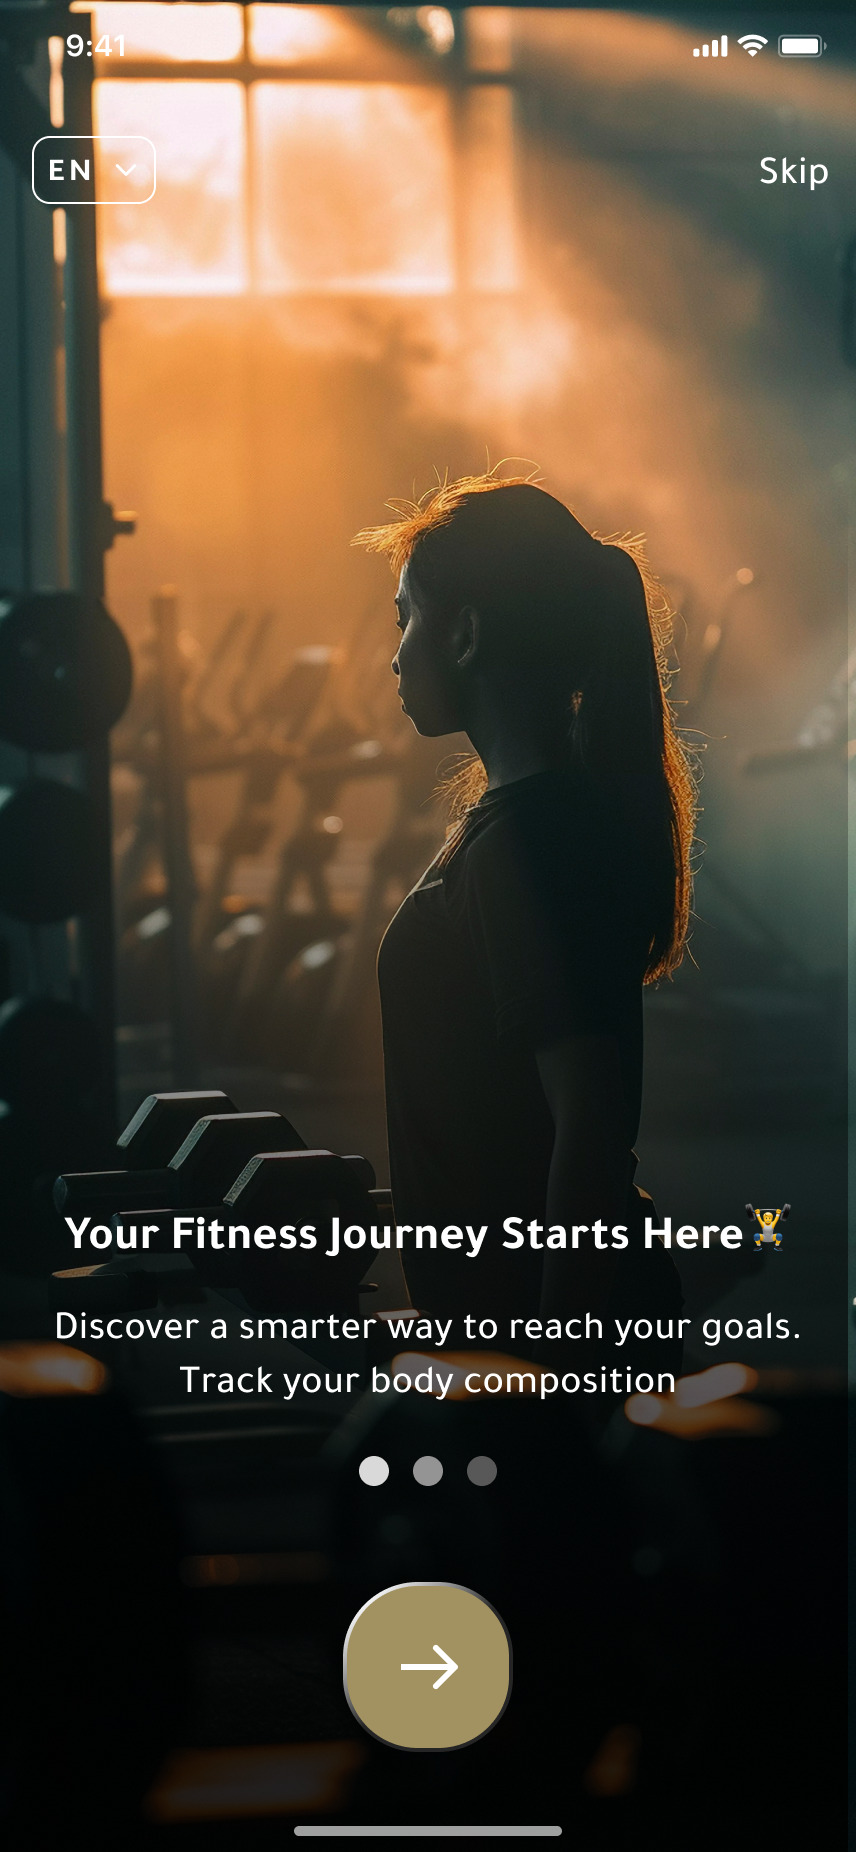 9:41
EN
Skip
Your Fitness Journey Starts Here🏋️
Discover a smarter way to reach your goals.
Track your body composition